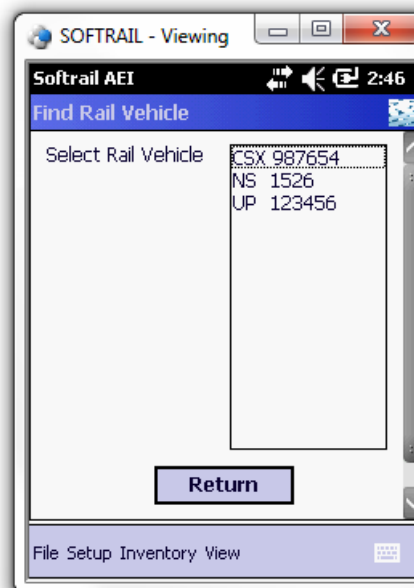 SOFTRAIL - Viewing
Softrail AEI 2:46
Find Rail Vehicle
Select Rail Vehicle
CSX 987654
NS 1526
UP 123456
Return
File Setup Inventory View